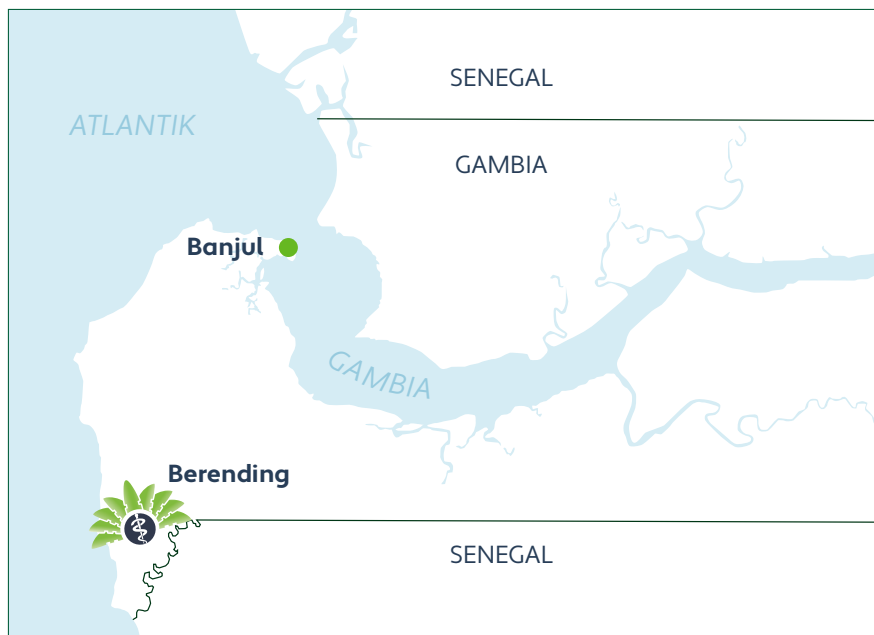 SENEGAL
ATLANTIK
GAMBIA
Banjul
GAMBIA
Berending
SENEGAL